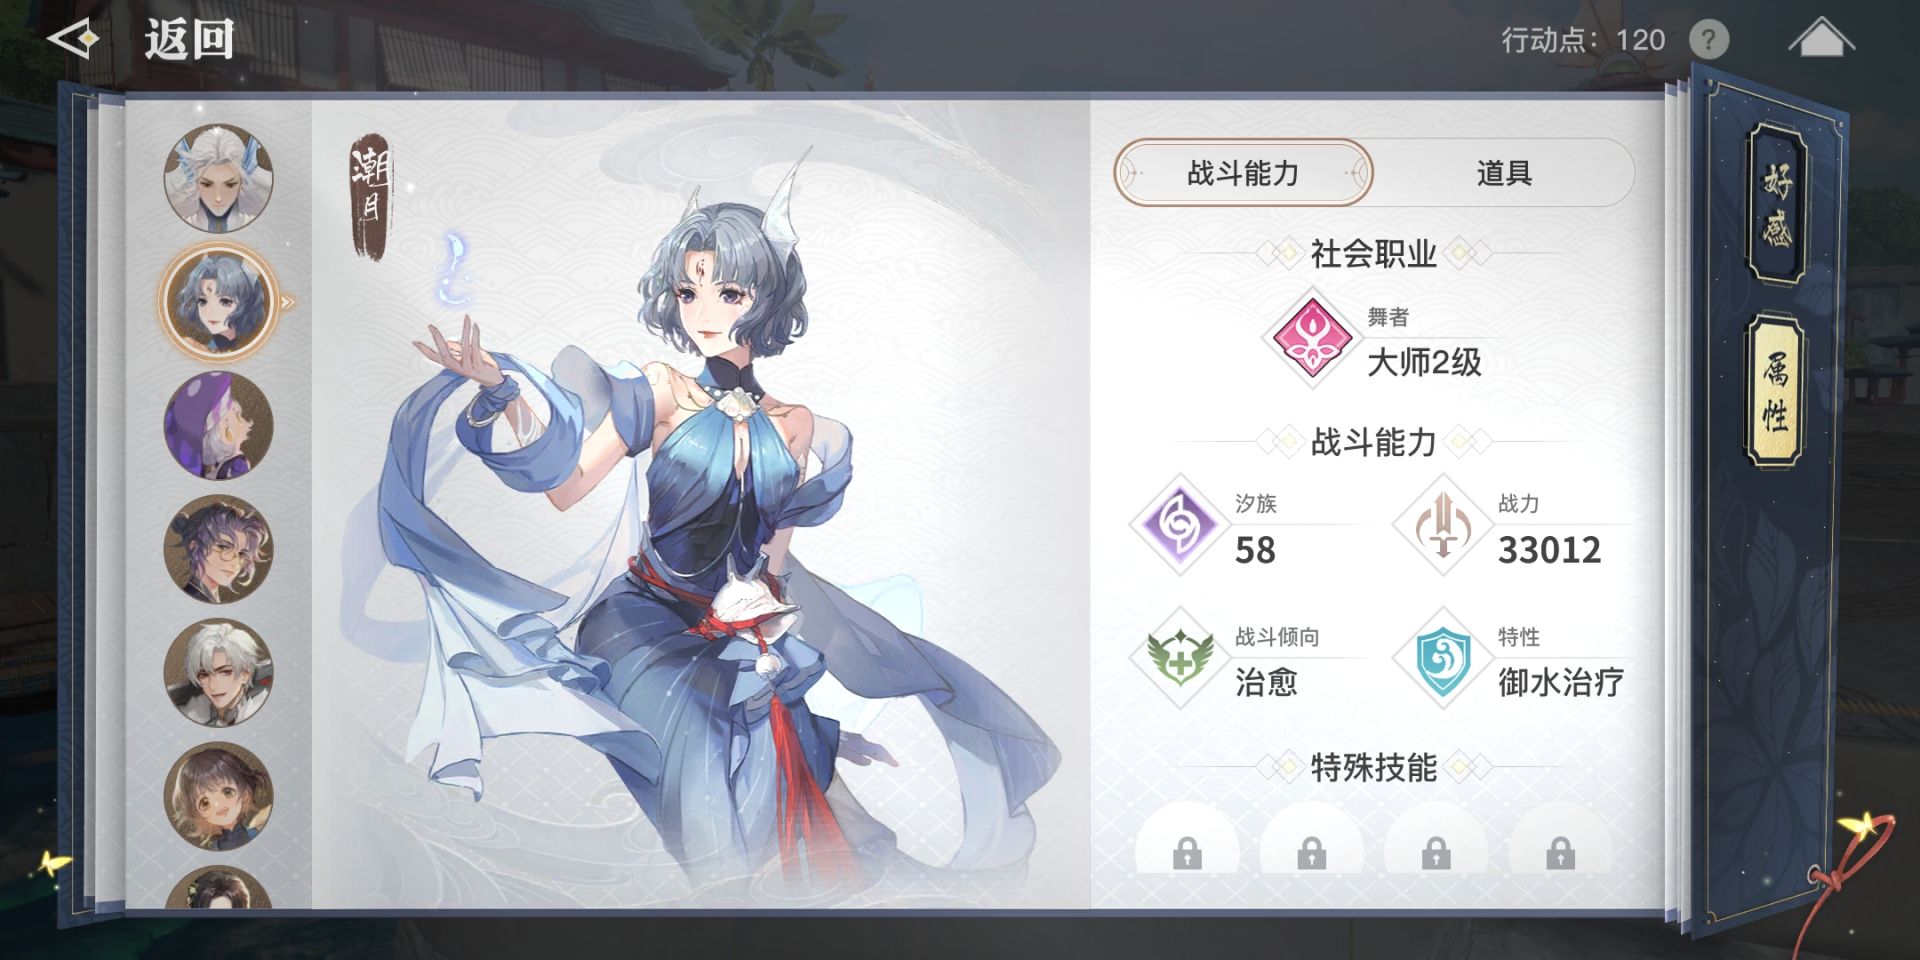 返回
行动点：120
?
潮月
战斗能力
道具
社会职业
舞者
大师2级
战斗能力
汐族
58
战力
33012
战斗倾向
治愈
特性
御水治疗
特殊技能
好感
属性